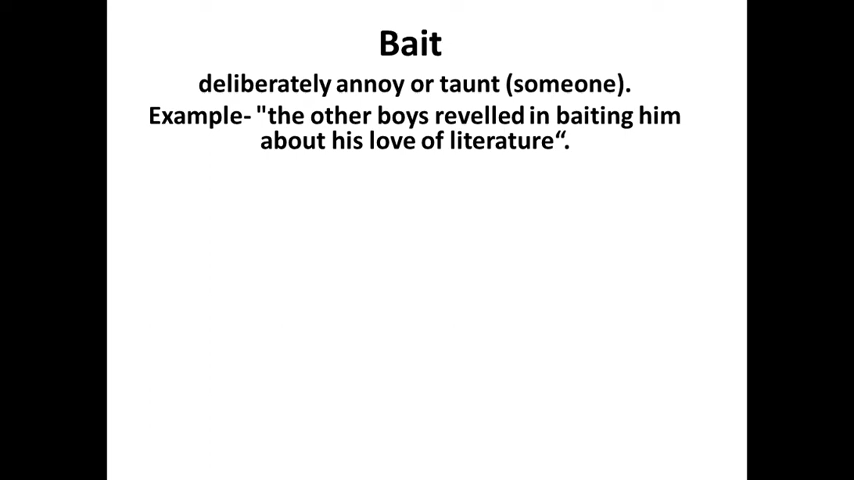 Bait
deliberately annoy or taunt (someone).
Example- "the other boys revelled in baiting him
about his love of literature“.